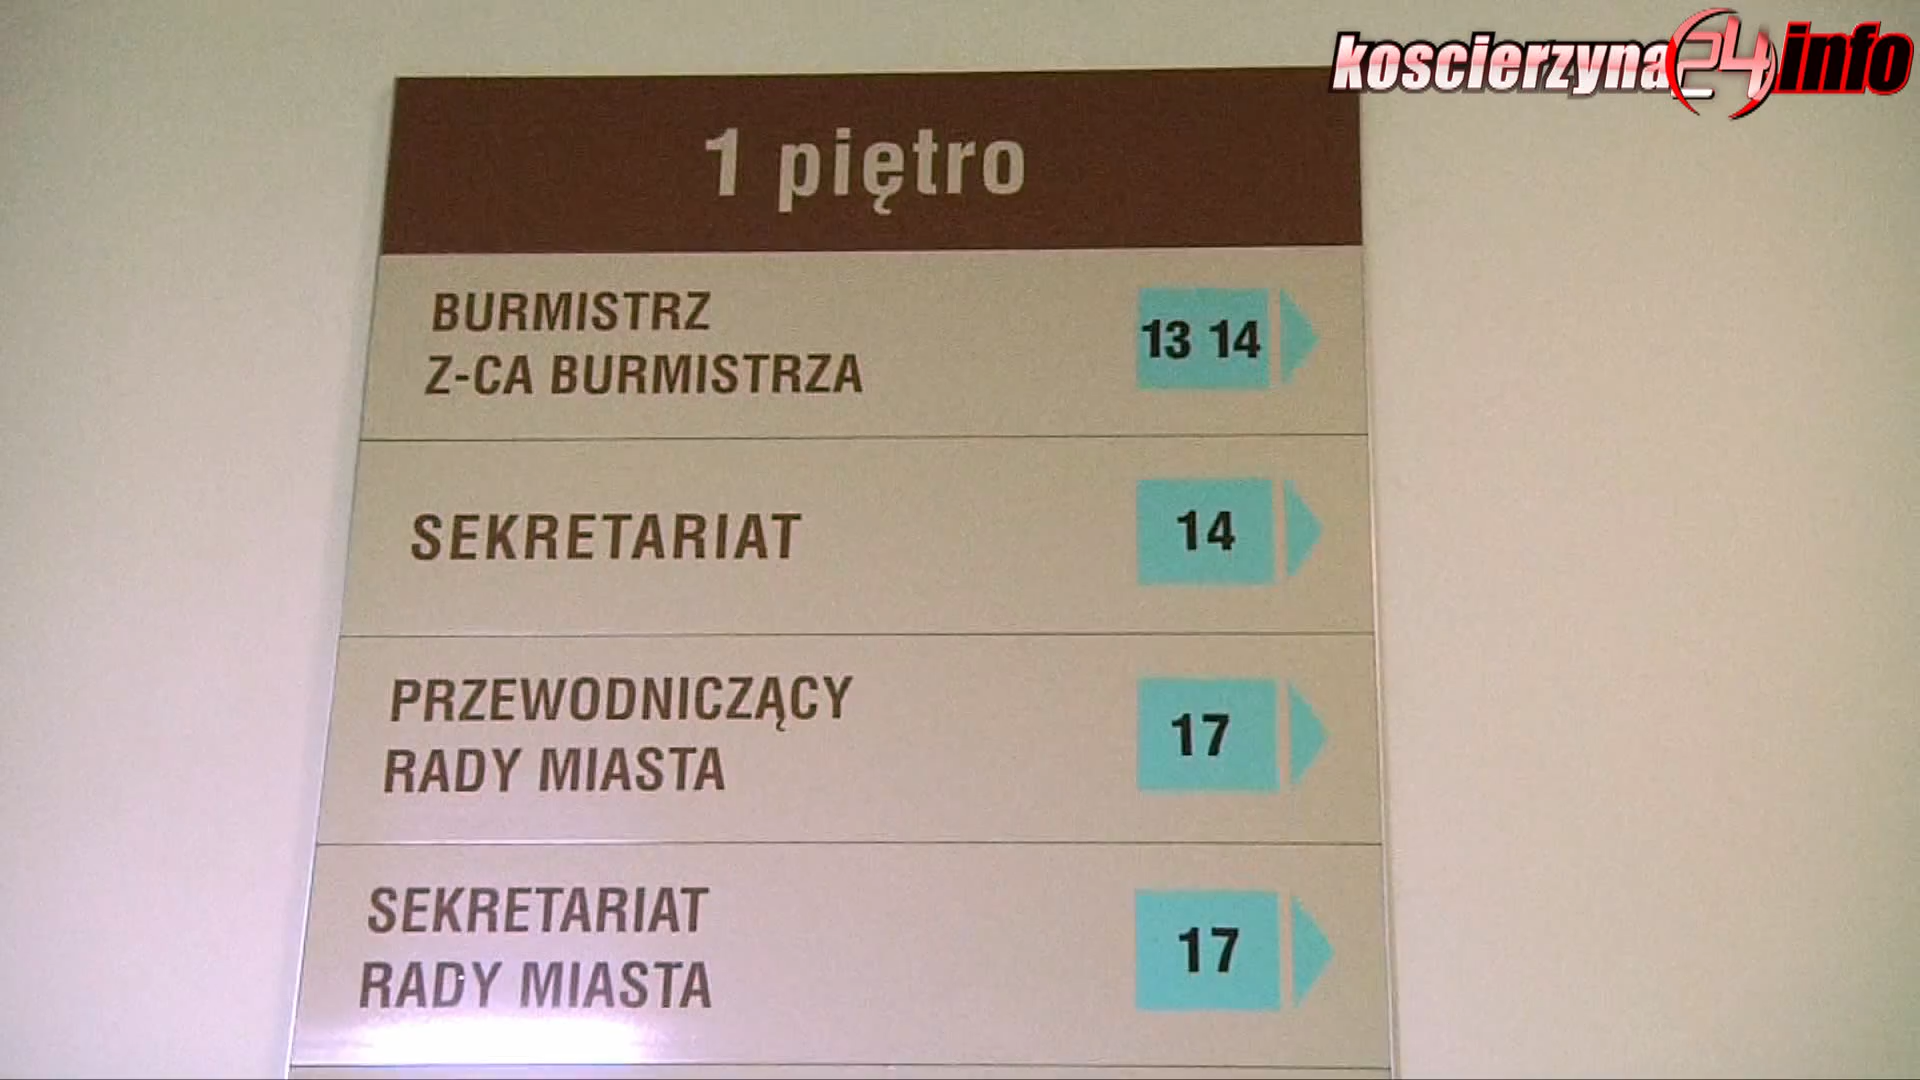 koscierzyna24info
1 piętro
BURMISTRZ
Z-CA BURMISTRZA
13 14
SEKRETARIAT
14
PRZEWODNICZĄCY
RADY MIASTA
17
SEKRETARIAT
RADY MIASTA
17